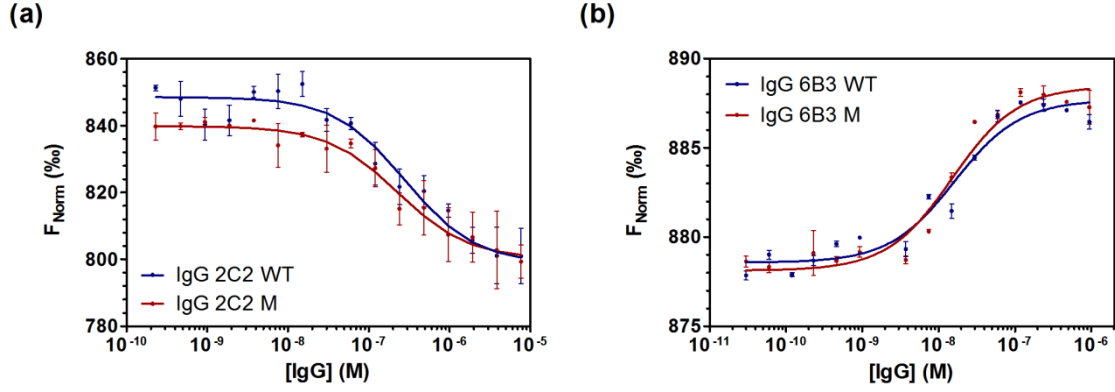 (a)
860
840
820
800
780
F_Norm (‰)
IgG 2C2 WT
IgG 2C2 M
10^-10 10^-9 10^-8 10^-7 10^-6 10^-5
[IgG] (M)
(b)
890
885
880
875
F_Norm (‰)
IgG 6B3 WT
IgG 6B3 M
10^-11 10^-10 10^-9 10^-8 10^-7 10^-6
[IgG] (M)